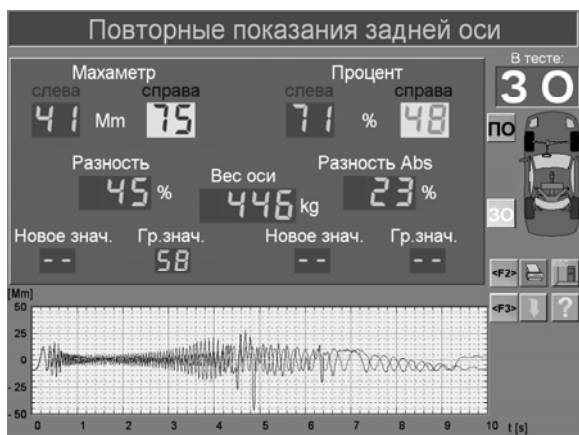 Повторные показания задней оси
В тесте:
ЗО
Махаметр Процент
слева справа слева справа
41 Mm 75 71 % 48
ПО
Разность Вес оси Разность Abs
45 % 446 kg 23 %
ЗО
Новое знач. Гр.знач. Новое знач. Гр.знач.
-- 58 -- --
<F2>
[Mm]
<F3> ?
50
25
0
-25
-50
0 1 2 3 4 5 6 7 8 9 10 t [s]